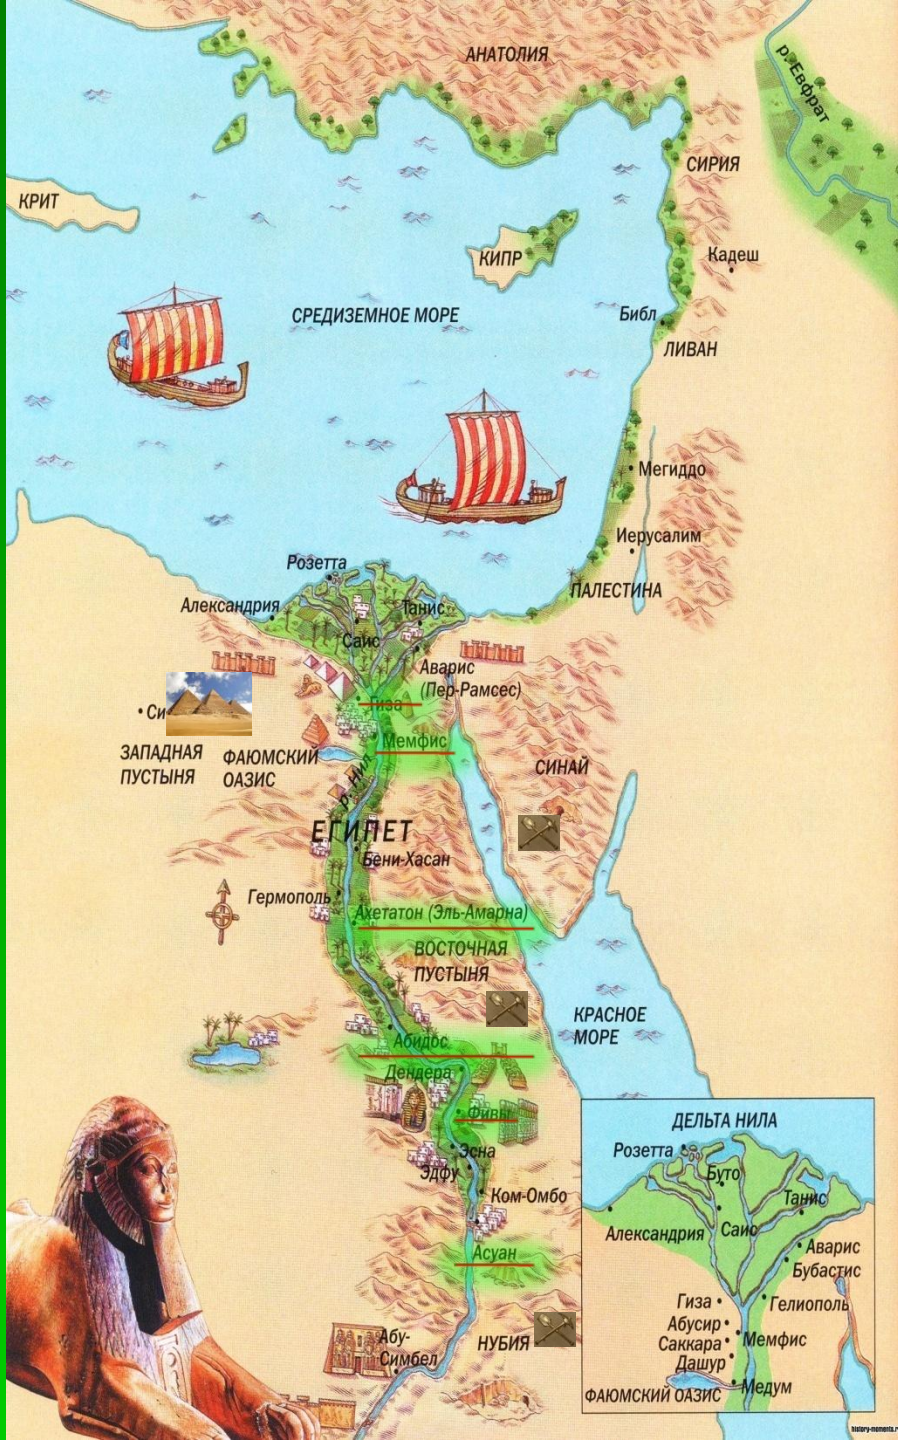 АНАТОЛИЯ
р. Евфрат
СИРИЯ
КРИТ
КИПР
Кадеш
СРЕДИЗЕМНОЕ МОРЕ
Библ
ЛИВАН
Мегиддо
Иерусалим
ПАЛЕСТИНА
Розетта
Александрия
Танис
Саис
Аварис
(Пер-Рамсес)
Гиза
Си
Мемфис
ЗАПАДНАЯ
ПУСТЫНЯ
ФАЮМСКИЙ
ОАЗИС
СИНАЙ
р. Нил
ЕГИПЕТ
Бени-Хасан
Гермополь
Ахетатон (Эль-Амарна)
ВОСТОЧНАЯ
ПУСТЫНЯ
КРАСНОЕ
МОРЕ
Абидос
Дендера
Фивы
Эсна
Эдфу
Ком-Омбо
Асуан
НУБИЯ
Абу-
Симбел
ДЕЛЬТА НИЛА
Розетта
Буто
Танис
Александрия
Саис
Аварис
Бубастис
Гиза
Гелиополь
Абусир
Саккара
Мемфис
Дашур
Медум
ФАЮМСКИЙ ОАЗИС
history-moments.r